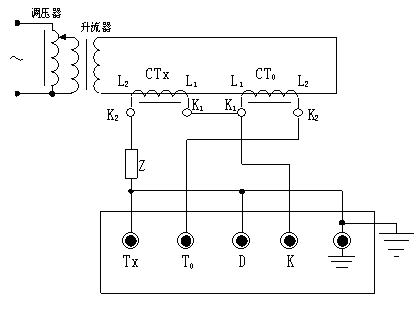 调压器
升流器
~
L₂ CTx L₁ L₁ CT₀ L₂
K₂ K₁ K₁ K₂
Z
Tx T₀ D K